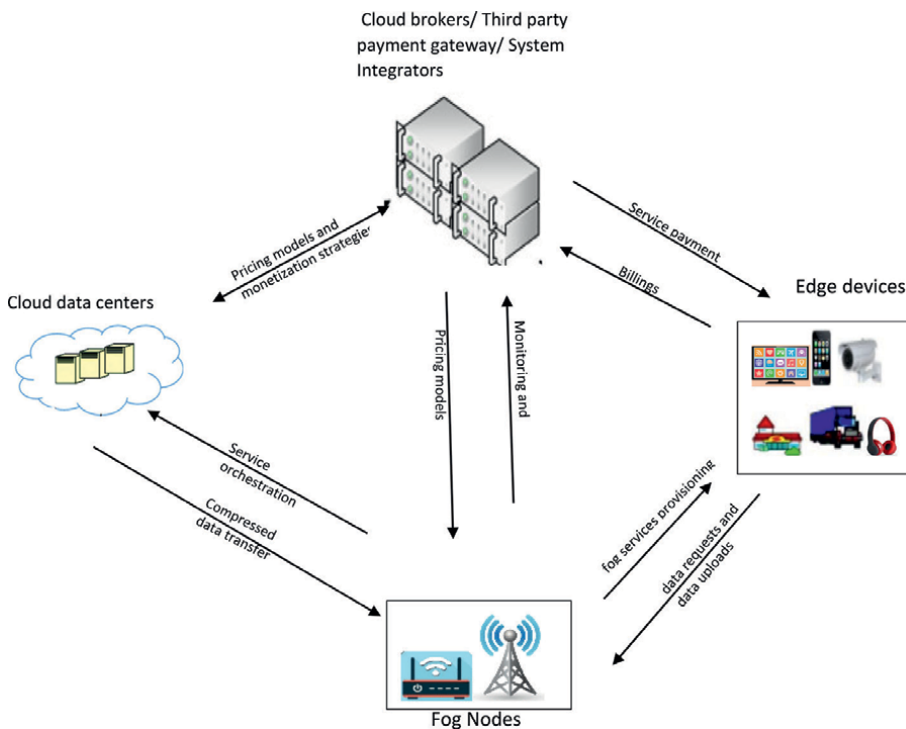 Cloud brokers/ Third party
payment gateway/ System
Integrators
Service payment
Billings
Pricing models and
monetization strategies
Cloud data centers
Edge devices
Pricing models
Monitoring and
Service
orchestration
Compressed
data transfer
fog services provisioning
data requests and
data uploads
Fog Nodes